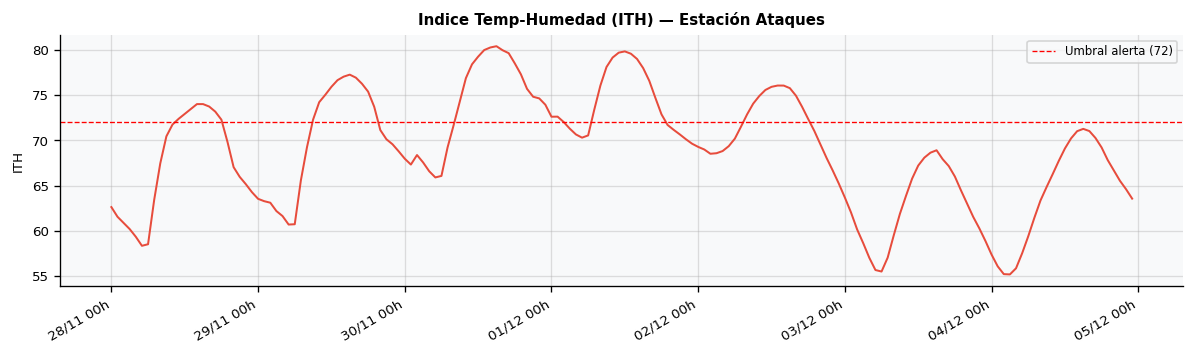 Indice Temp-Humedad (ITH) — Estación Ataques
Umbral alerta (72)
ITH
80
75
70
65
60
55
28/11 00h
29/11 00h
30/11 00h
01/12 00h
02/12 00h
03/12 00h
04/12 00h
05/12 00h